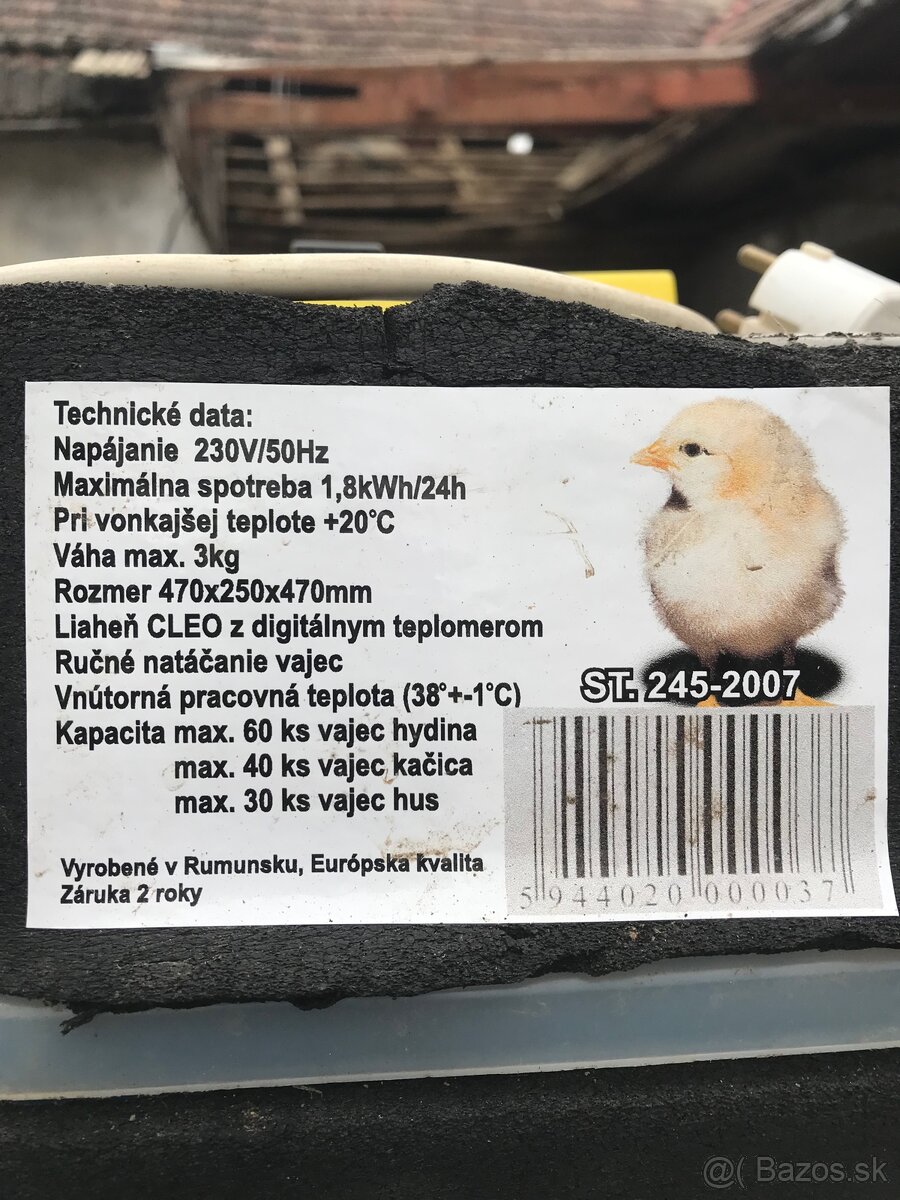 Technické data:
Napájanie 230V/50Hz
Maximálna spotreba 1,8kWh/24h
Pri vonkajšej teplote +20°C
Váha max. 3kg
Rozmer 470x250x470mm
Liaheň CLEO z digitálnym teplomerom
Ručné natáčanie vajec
Vnútorná pracovná teplota (38°+-1°C)
Kapacita max. 60 ks vajec hydina
max. 40 ks vajec kačica
max. 30 ks vajec hus
Vyrobené v Rumunsku, Európska kvalita
Záruka 2 roky
ST. 245-2007
5 944020 000037
@( Bazos.sk